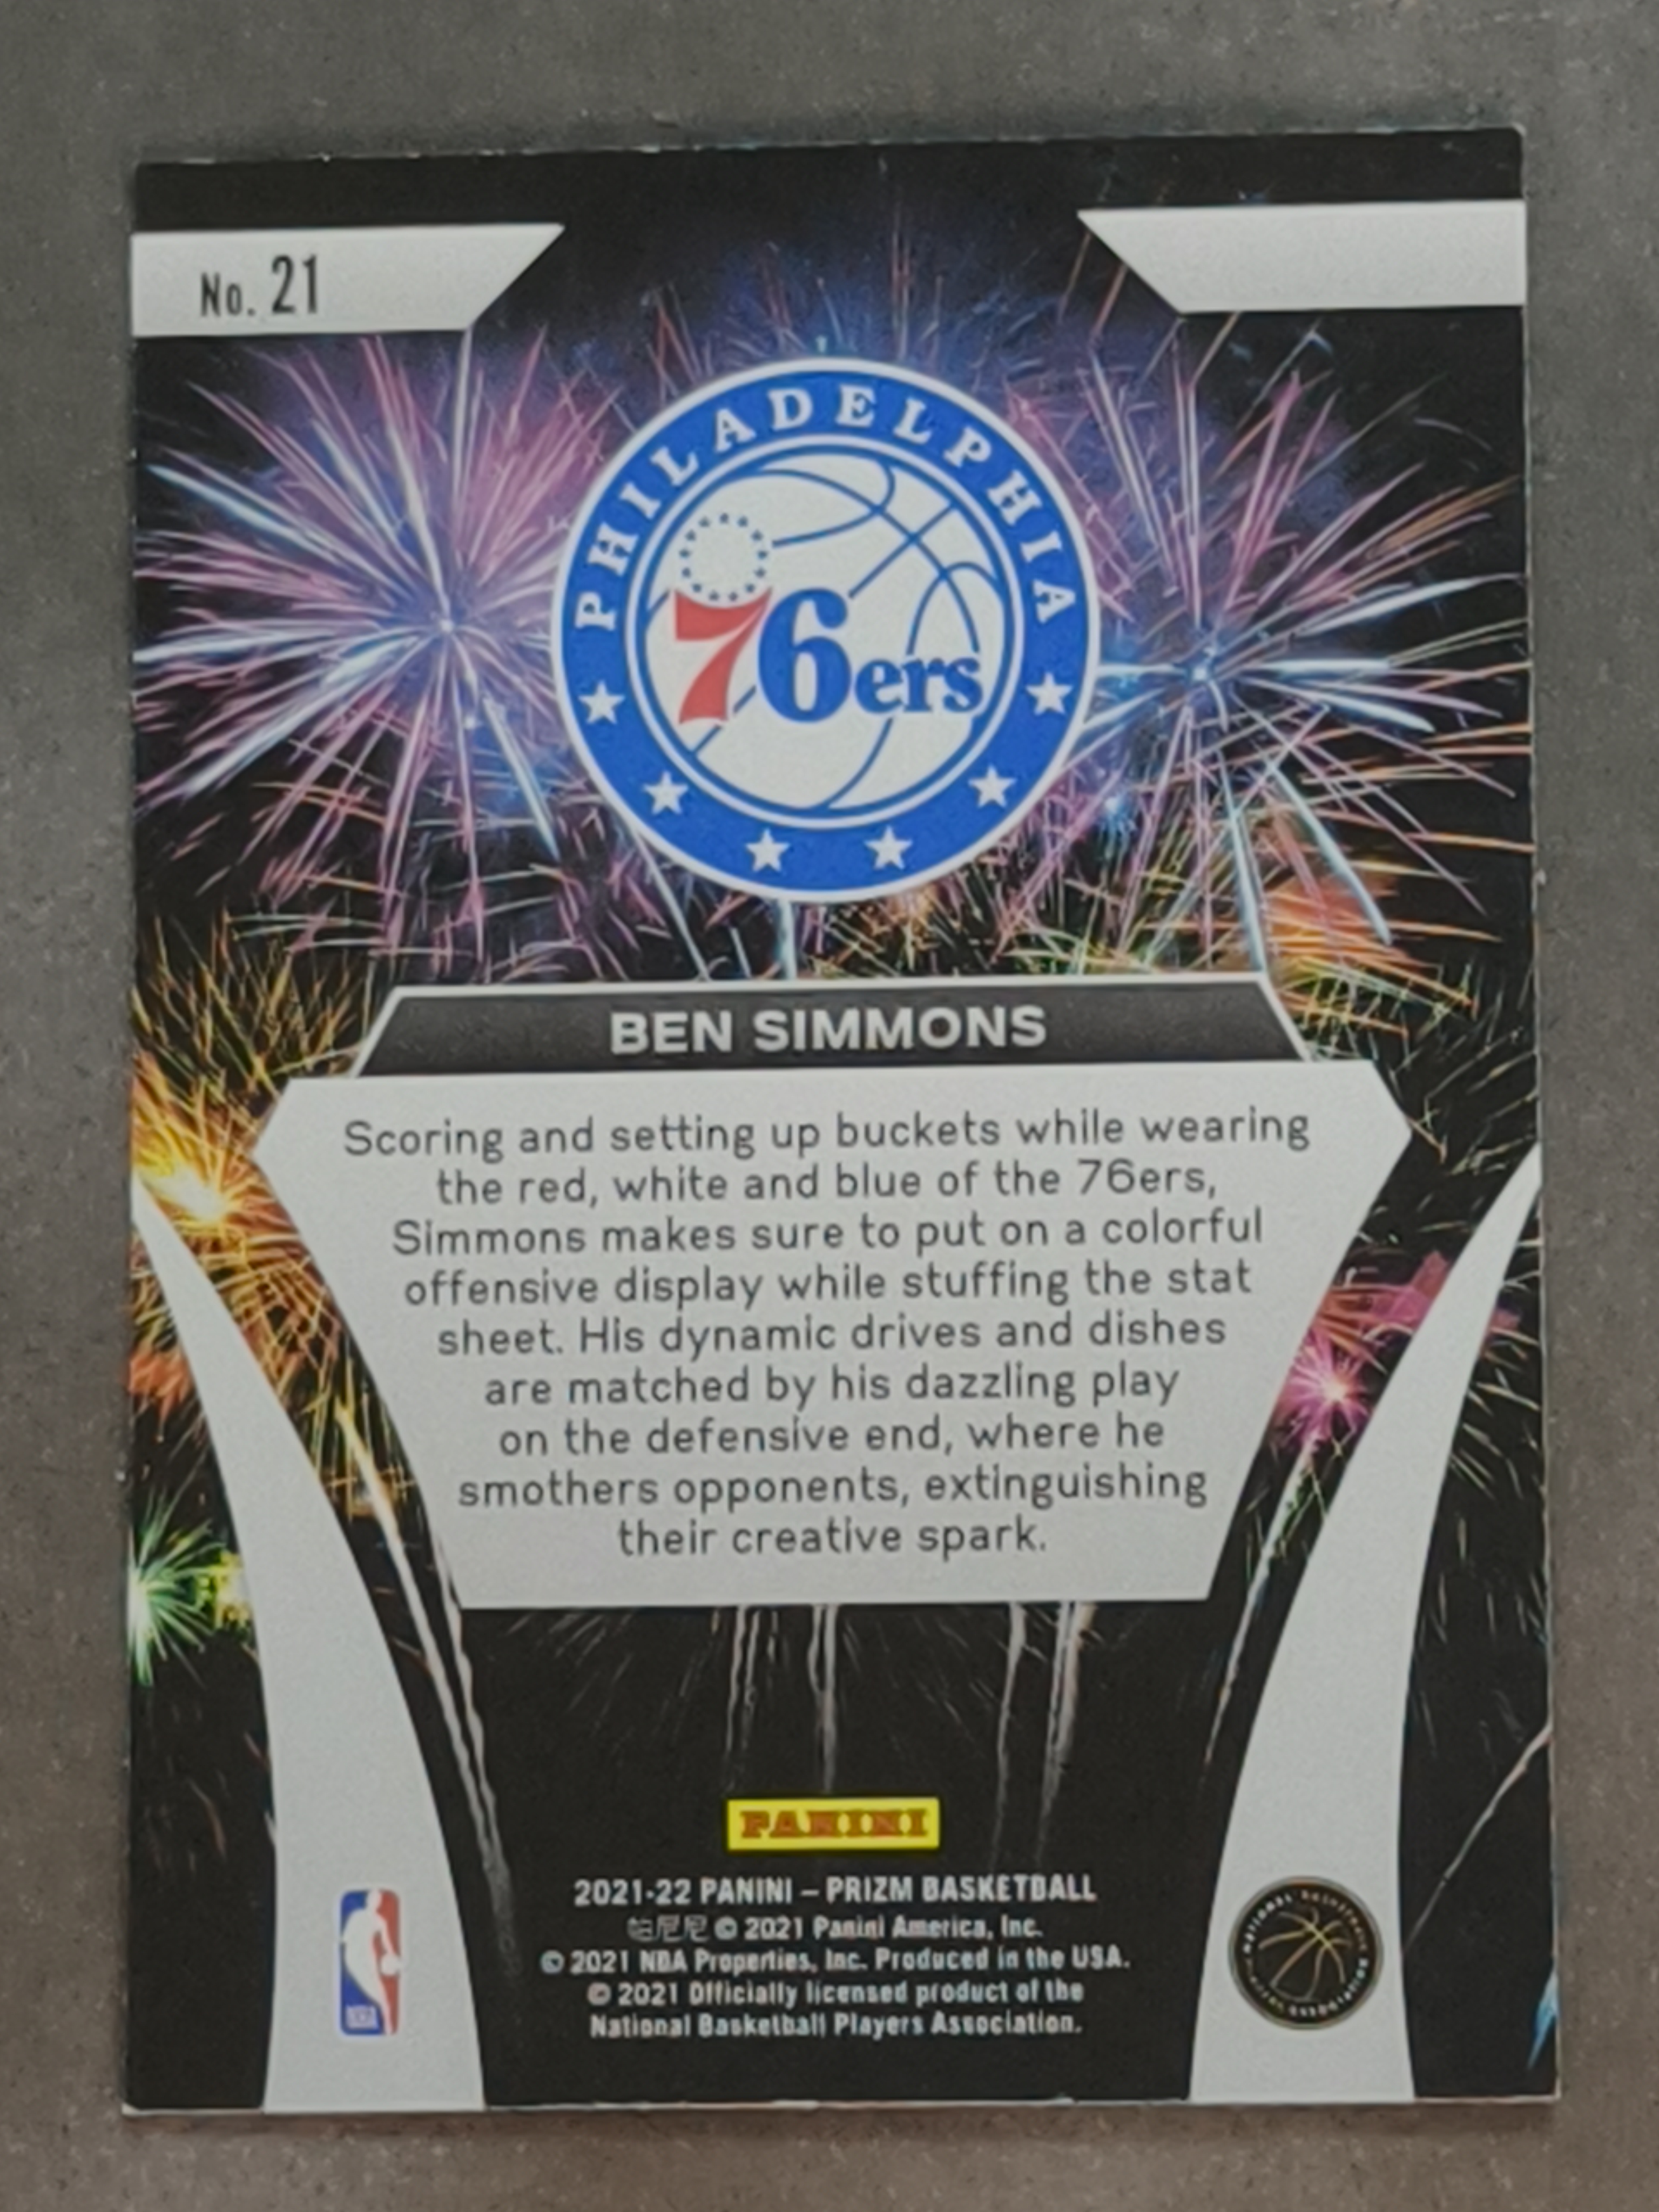 No. 21
PHILADELPHIA
76ers
BEN SIMMONS
Scoring and setting up buckets while wearing
the red, white and blue of the 76ers,
Simmons makes sure to put on a colorful
offensive display while stuffing the stat
sheet. His dynamic drives and dishes
are matched by his dazzling play
on the defensive end, where he
smothers opponents, extinguishing
their creative spark.
PANINI
2021-22 PANINI – PRIZM BASKETBALL
帕尼尼 © 2021 Panini America, Inc.
© 2021 NBA Properties, Inc. Produced in the USA.
© 2021 Officially licensed product of the
National Basketball Players Association.
NBA